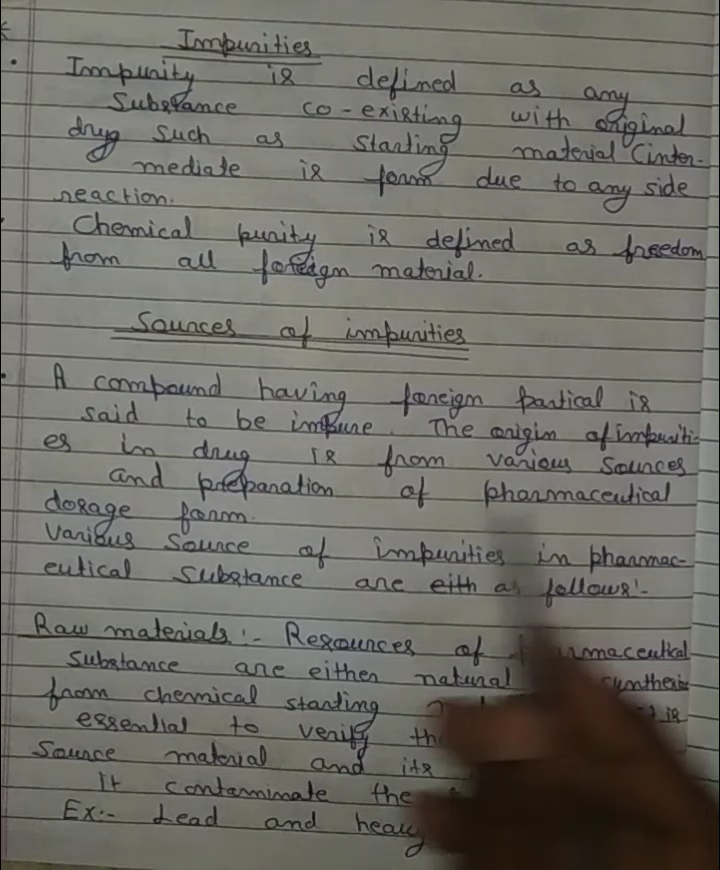 Impurities
Impurity is defined as any
Substance co-existing with original
drug such as starting material (inter-
mediate is form due to any side
reaction.
Chemical purity is defined as freedom
from all foreign material.
Sources of impurities
A compound having foreign partical is
said to be impure. The origin of impuriti-
es in drug is from various sources
and preparation of pharmaceutical
dosage form.
Various Source of impurities in pharmac-
eutical substance are eith as follows:-
Raw materials:- Resources of
substance are either natural
from chemical starting
essential to verify
Source material and its
It contaminate the
Ex:- Lead and